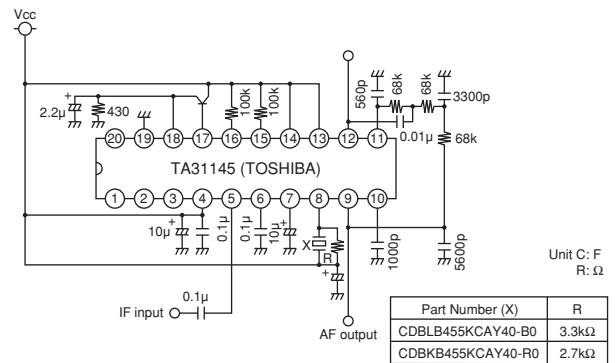 Vcc
+
2.2µ
430
100k
100k
560p
68k
68k
3300p
0.01µ
68k
20 19 18 17 16 15 14 13 12 11
TA31145 (TOSHIBA)
1 2 3 4 5 6 7 8 9 10
10µ
+
0.1µ
0.1µ
10µ
+
X
R
+
1000p
5600p
Unit C: F
R: Ω
0.1µ
IF input
AF output
Part Number (X) R
CDBLB455KCAY40-B0 3.3kΩ
CDBKB455KCAY40-R0 2.7kΩ